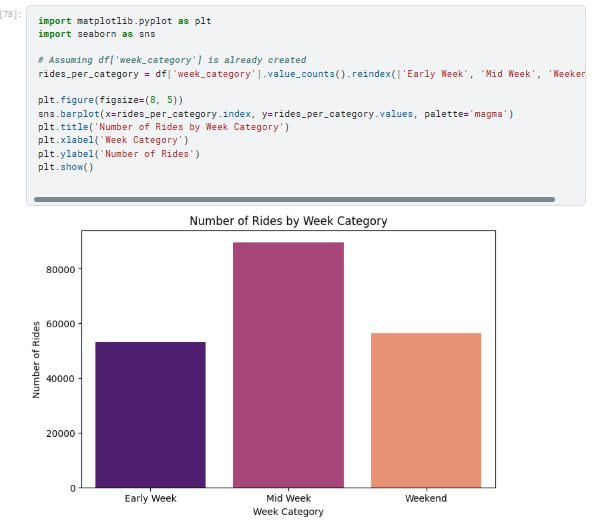 [78]:
import matplotlib.pyplot as plt
import seaborn as sns
# Assuming df['week_category'] is already created
rides_per_category = df['week_category'].value_counts().reindex(['Early Week', 'Mid Week', 'Weeken
plt.figure(figsize=(8, 5))
sns.barplot(x=rides_per_category.index, y=rides_per_category.values, palette='magma')
plt.title('Number of Rides by Week Category')
plt.xlabel('Week Category')
plt.ylabel('Number of Rides')
plt.show()
Number of Rides by Week Category
80000
60000
40000
20000
0
Number of Rides
Early Week Mid Week Weekend
Week Category